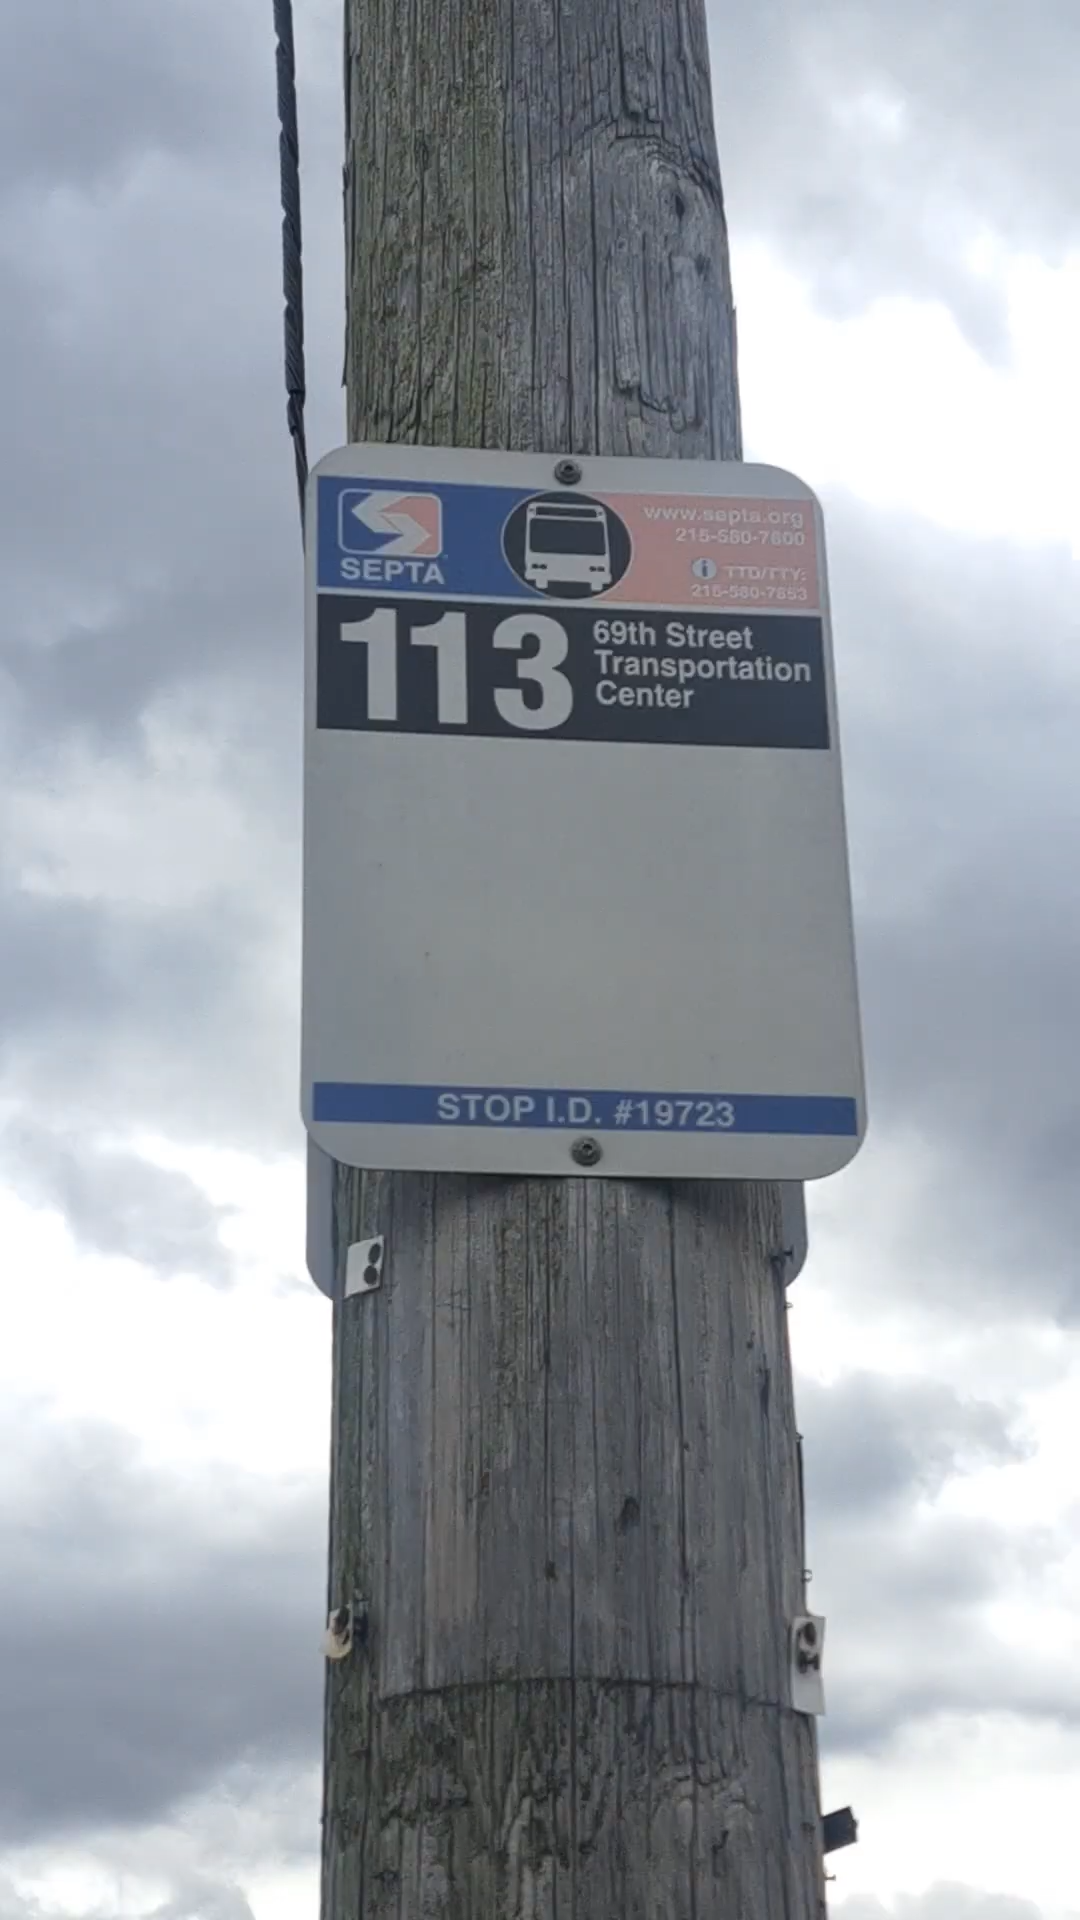 SEPTA
www.septa.org
215-580-7800
i TTD/TTY:
215-580-7853
113
69th Street
Transportation
Center
STOP I.D. #19723